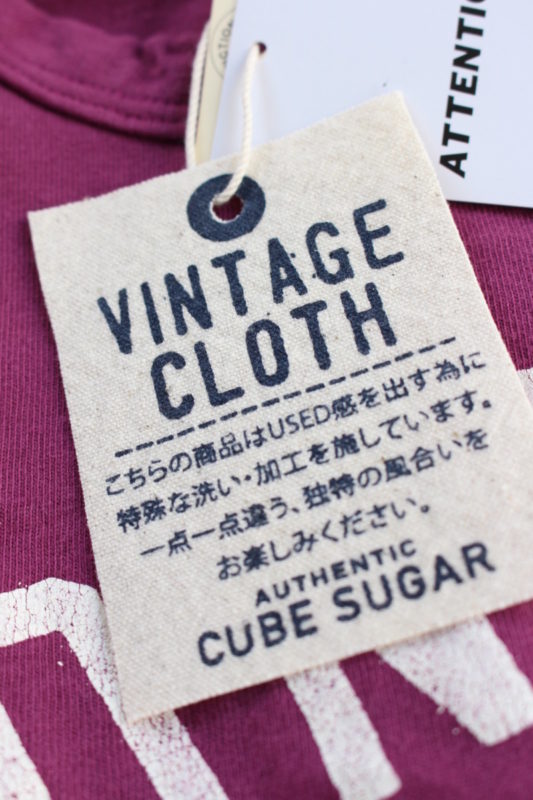 ATTENTIO
VINTAGE
CLOTH
こちらの商品はUSED感を出す為に
特殊な洗い・加工を施しています。
一点一点違う、独特の風合いを
お楽しみください。
AUTHENTIC
CUBE SUGAR